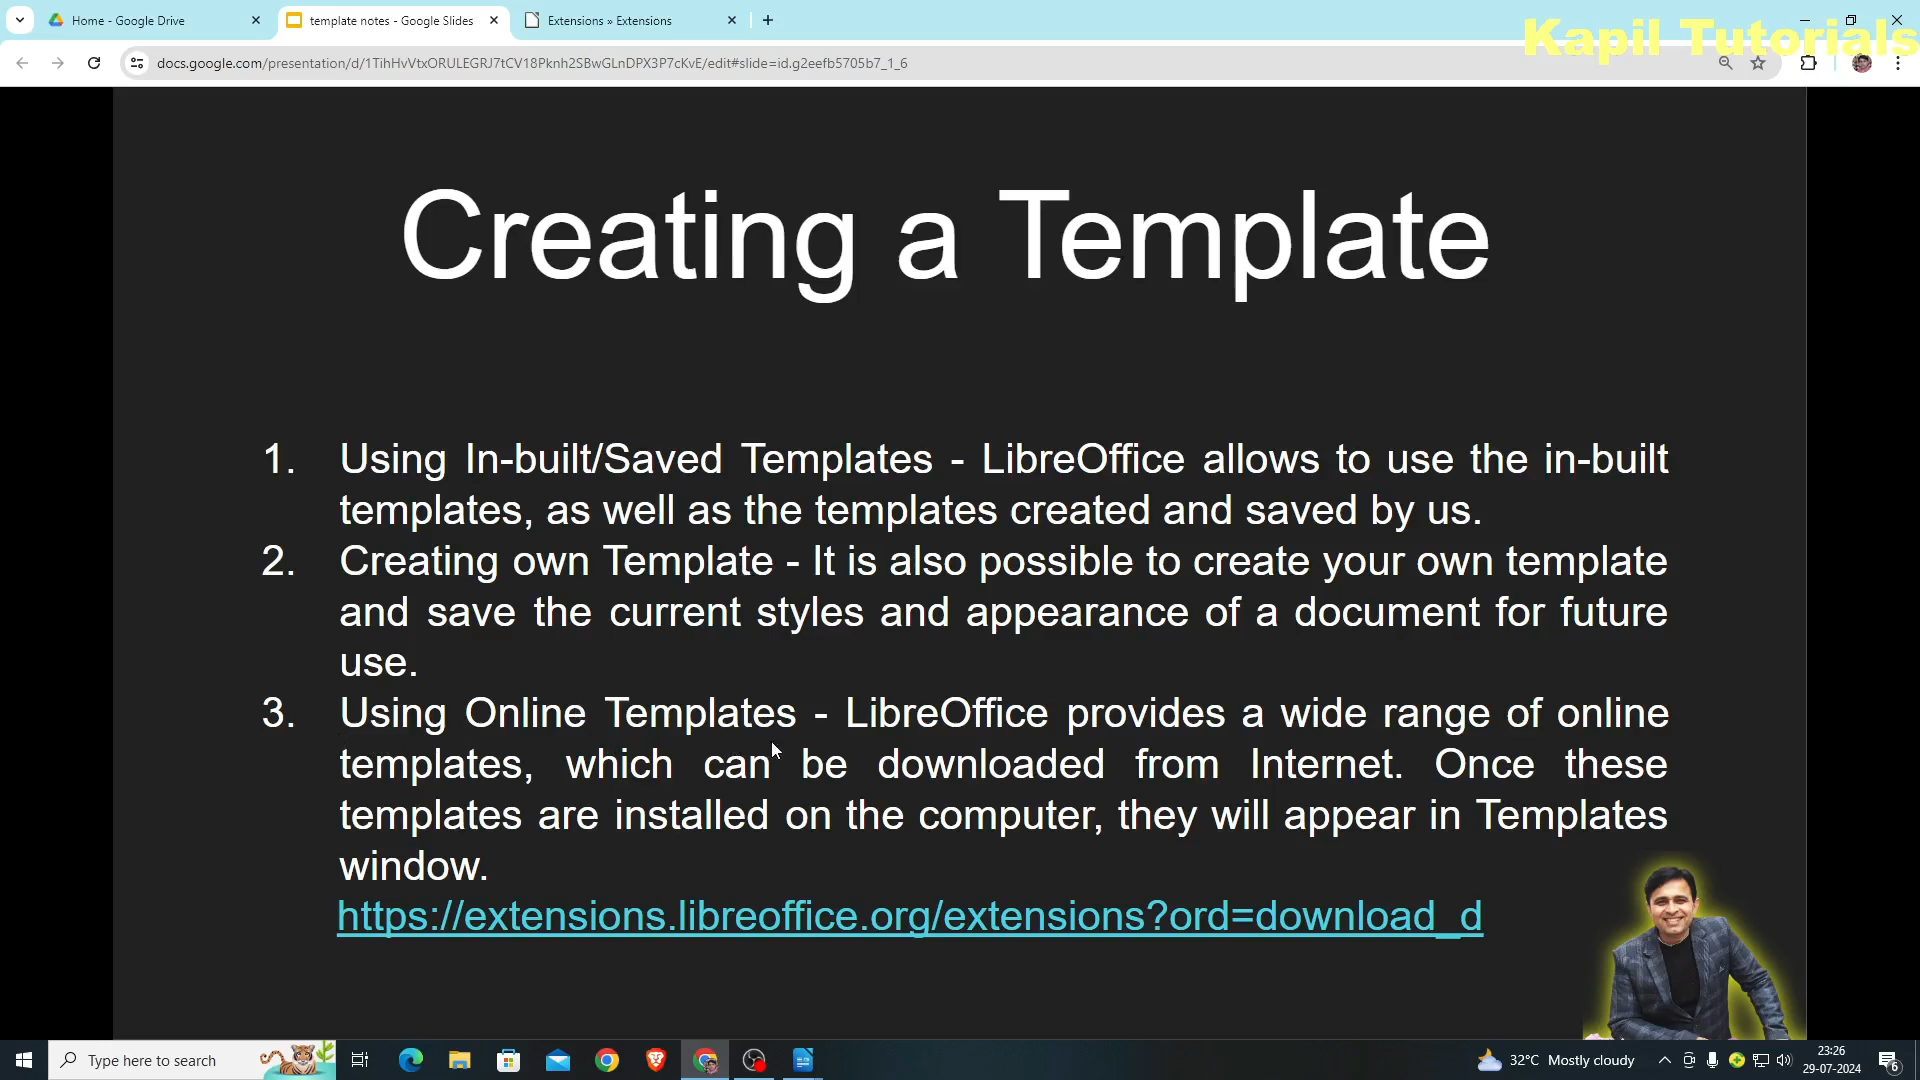 Home - Google Drive
template notes - Google Slides
Extensions » Extensions
Kapil Tutorials
docs.google.com/presentation/d/1TihHvVtxORULEGRJ7tCV18Pknh2SBwGLnDPX3P7cKvE/edit#slide=id.g2eefb5705b7_1_6
Creating a Template
1. Using In-built/Saved Templates - LibreOffice allows to use the in-built
templates, as well as the templates created and saved by us.
2. Creating own Template - It is also possible to create your own template
and save the current styles and appearance of a document for future
use.
3. Using Online Templates - LibreOffice provides a wide range of online
templates, which can be downloaded from Internet. Once these
templates are installed on the computer, they will appear in Templates
window.
https://extensions.libreoffice.org/extensions?ord=download_d
Type here to search
32°C Mostly cloudy
23:26
29-07-2024
6